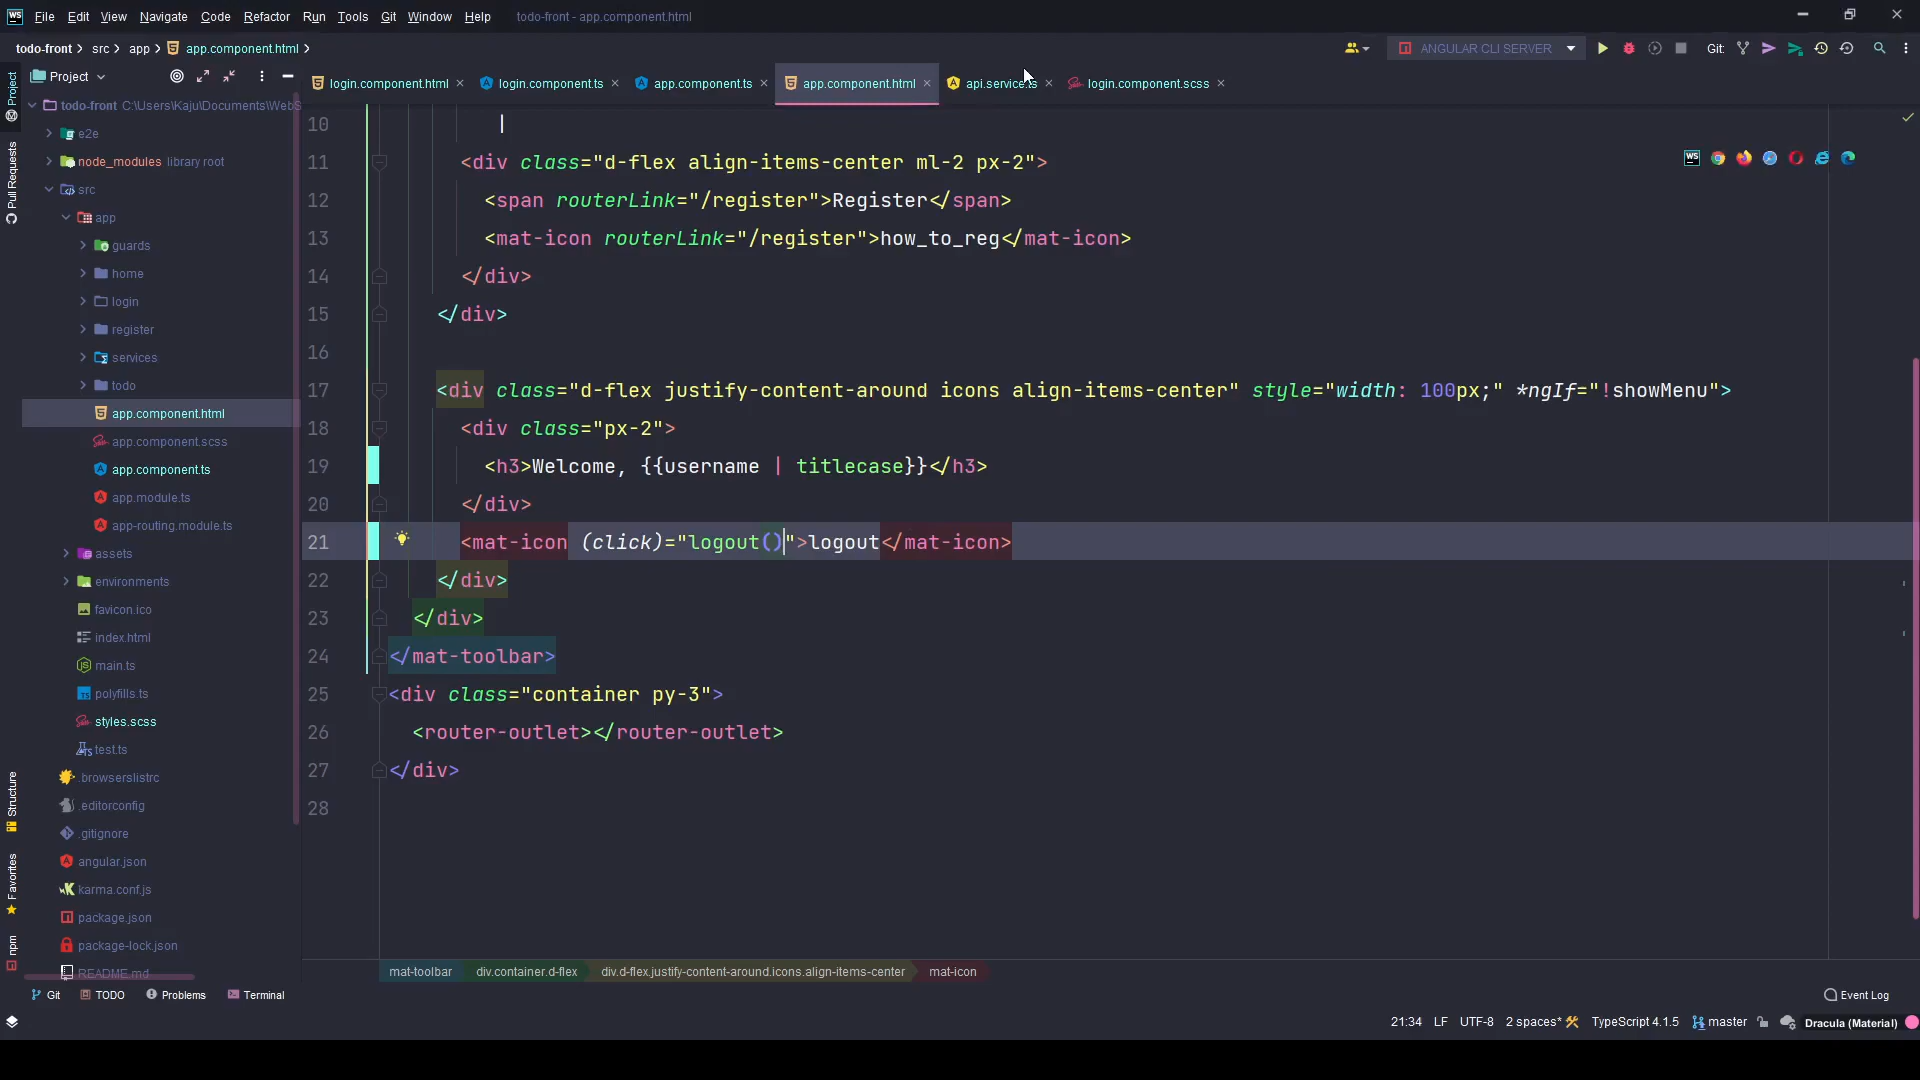 WS File Edit View Navigate Code Refactor Run Tools Git Window Help todo-front - app.component.html
todo-front src app app.component.html
ANGULAR CLI SERVER Git:
Project
login.component.html login.component.ts app.component.ts app.component.html api.service.ts login.component.scss
Project
Pull Requests
Structure
Favorites
npm
todo-front C:\Users\Kaju\Documents\WebS
e2e
node_modules library root
src
app
guards
home
login
register
services
todo
app.component.html
app.component.scss
app.component.ts
app.module.ts
app-routing.module.ts
assets
environments
favicon.ico
index.html
main.ts
polyfills.ts
styles.scss
test.ts
.browserslistrc
.editorconfig
.gitignore
angular.json
karma.conf.js
package.json
package-lock.json
README.md
10
11 <div class="d-flex align-items-center ml-2 px-2">
12 <span routerLink="/register">Register</span>
13 <mat-icon routerLink="/register">how_to_reg</mat-icon>
14 </div>
15 </div>
16
17 <div class="d-flex justify-content-around icons align-items-center" style="width: 100px;" *ngIf="!showMenu">
18 <div class="px-2">
19 <h3>Welcome, {{username | titlecase}}</h3>
20 </div>
21 <mat-icon (click)="logout()">logout</mat-icon>
22 </div>
23 </div>
24 </mat-toolbar>
25 <div class="container py-3">
26 <router-outlet></router-outlet>
27 </div>
28
mat-toolbar div.container.d-flex div.d-flex.justify-content-around.icons.align-items-center mat-icon
Git TODO Problems Terminal Event Log
21:34 LF UTF-8 2 spaces* TypeScript 4.1.5 master Dracula (Material)